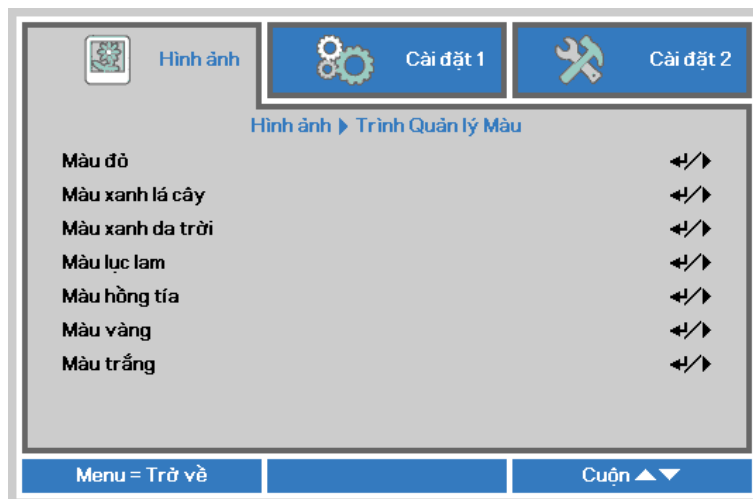 Hình ảnh
Cài đặt 1
Cài đặt 2
Hình ảnh ▶ Trình Quản lý Màu
Màu đỏ ↵/▶
Màu xanh lá cây ↵/▶
Màu xanh da trời ↵/▶
Màu lục lam ↵/▶
Màu hồng tía ↵/▶
Màu vàng ↵/▶
Màu trắng ↵/▶
Menu = Trở về
Cuộn ▲▼